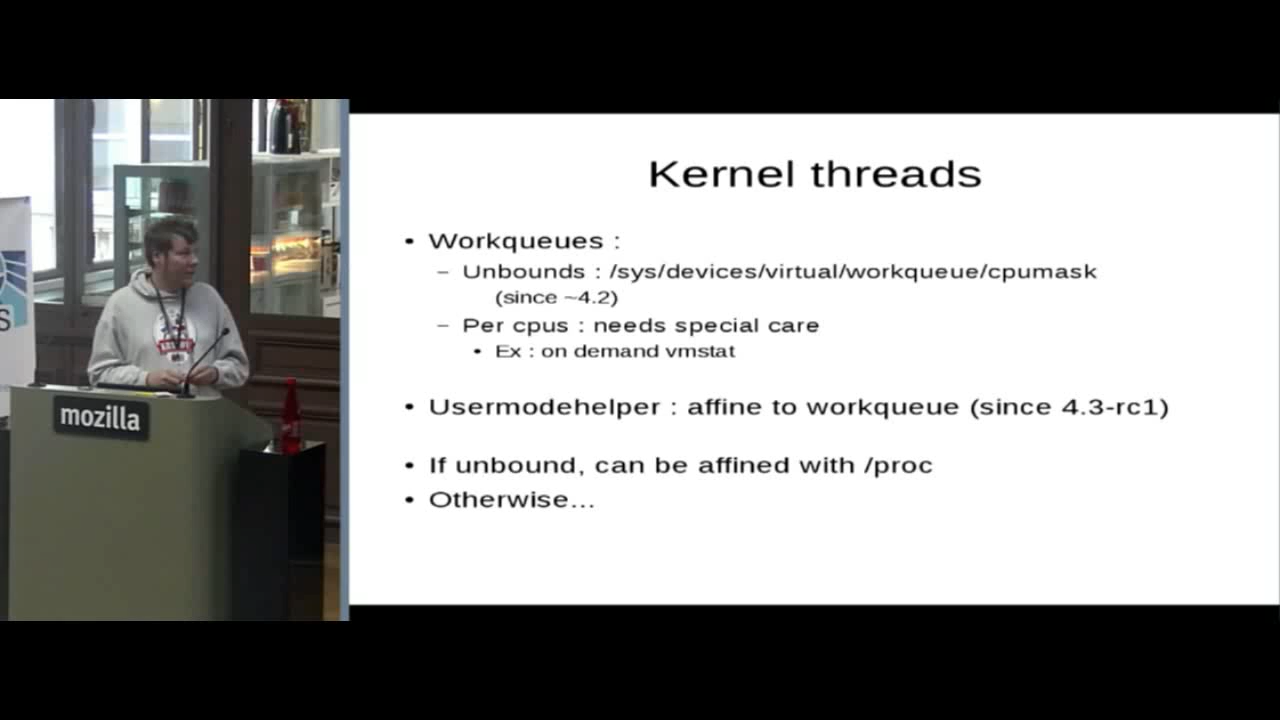 Kernel threads
• Workqueues :
– Unbounds : /sys/devices/virtual/workqueue/cpumask
(since ~4.2)
– Per cpus : needs special care
• Ex : on demand vmstat
• Usermodehelper : affine to workqueue (since 4.3-rc1)
• If unbound, can be affined with /proc
• Otherwise...
mozilla